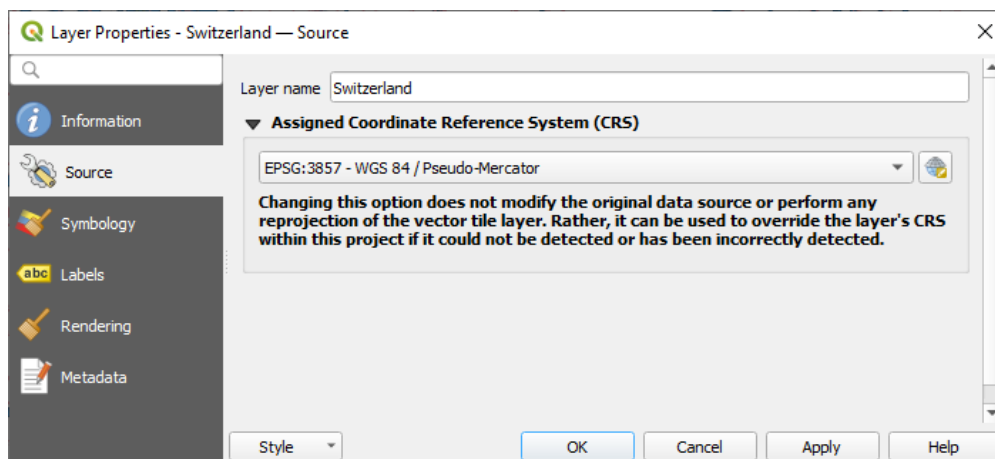 Layer Properties - Switzerland — Source
Information
Source
Symbology
abc Labels
Rendering
Metadata
Layer name Switzerland
Assigned Coordinate Reference System (CRS)
EPSG:3857 - WGS 84 / Pseudo-Mercator
Changing this option does not modify the original data source or perform any
reprojection of the vector tile layer. Rather, it can be used to override the layer's CRS
within this project if it could not be detected or has been incorrectly detected.
Style OK Cancel Apply Help